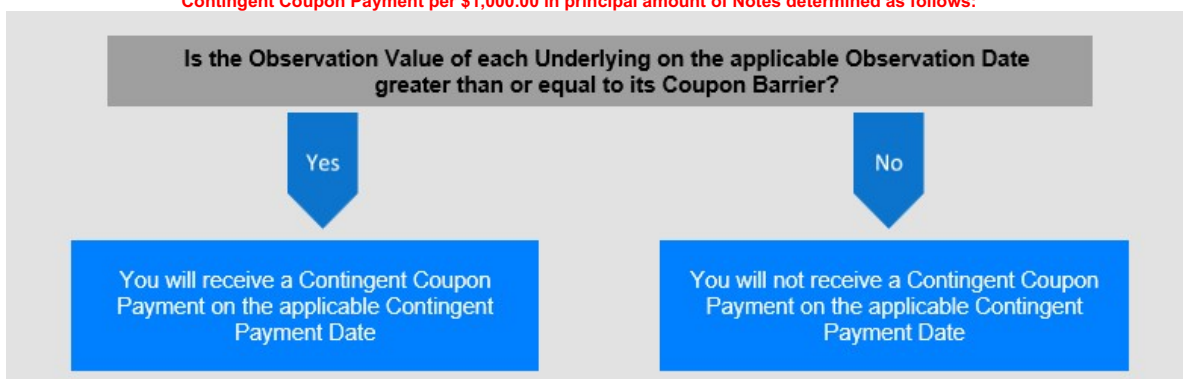 Contingent Coupon Payment per $1,000.00 in principal amount of Notes determined as follows:
Is the Observation Value of each Underlying on the applicable Observation Date
greater than or equal to its Coupon Barrier?
Yes
No
You will receive a Contingent Coupon
Payment on the applicable Contingent
Payment Date
You will not receive a Contingent Coupon
Payment on the applicable Contingent
Payment Date